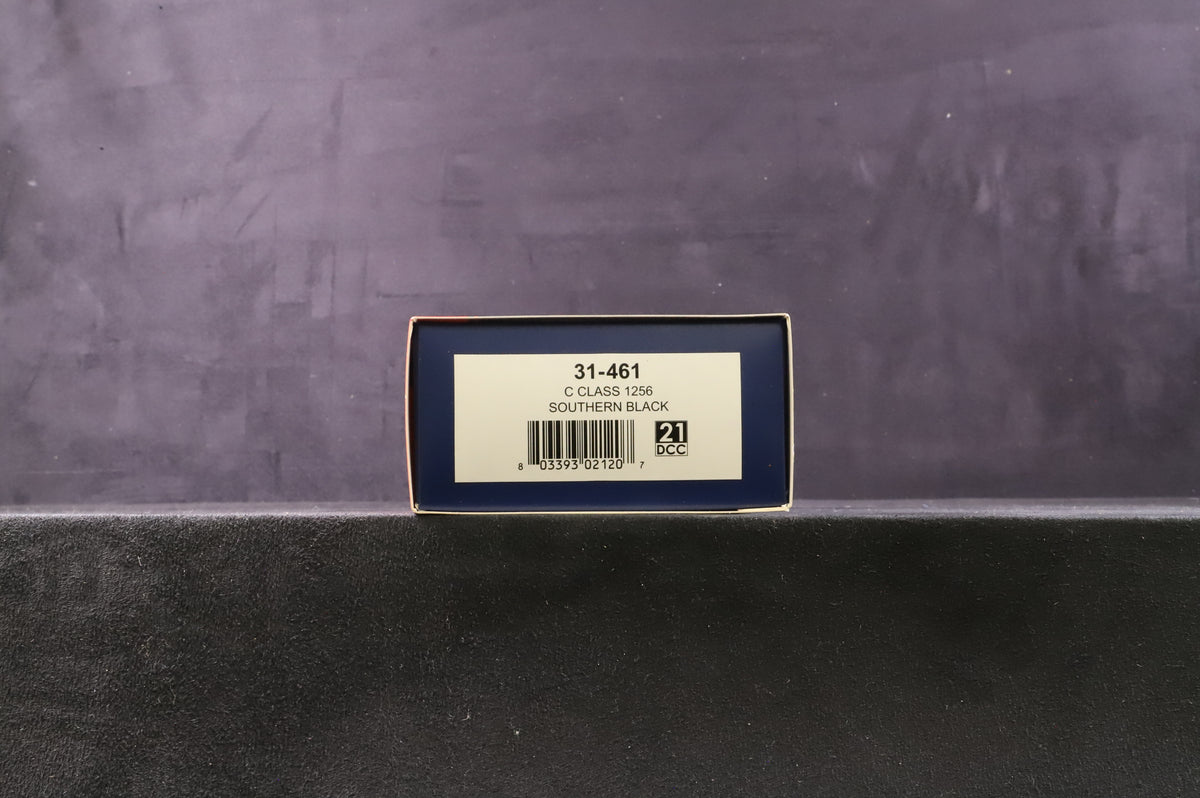 31-461
C CLASS 1256
SOUTHERN BLACK
21
DCC
8 03393 02120 7